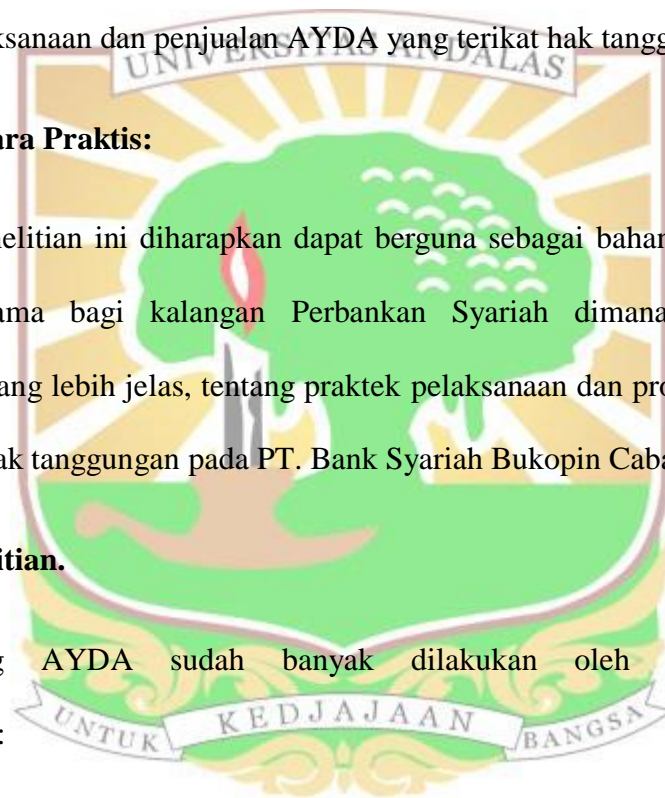 ksanaan dan penjualan AYDA yang terikat hak tangg
UNIVERSITAS ANDALAS
ara Praktis:
nelitian ini diharapkan dapat berguna sebagai bahan
ama bagi kalangan Perbankan Syariah dimana
ang lebih jelas, tentang praktek pelaksanaan dan pro
ak tanggungan pada PT. Bank Syariah Bukopin Caba
itian.
g AYDA sudah banyak dilakukan oleh
:
UNTUK KEDJAJAAN BANGSA